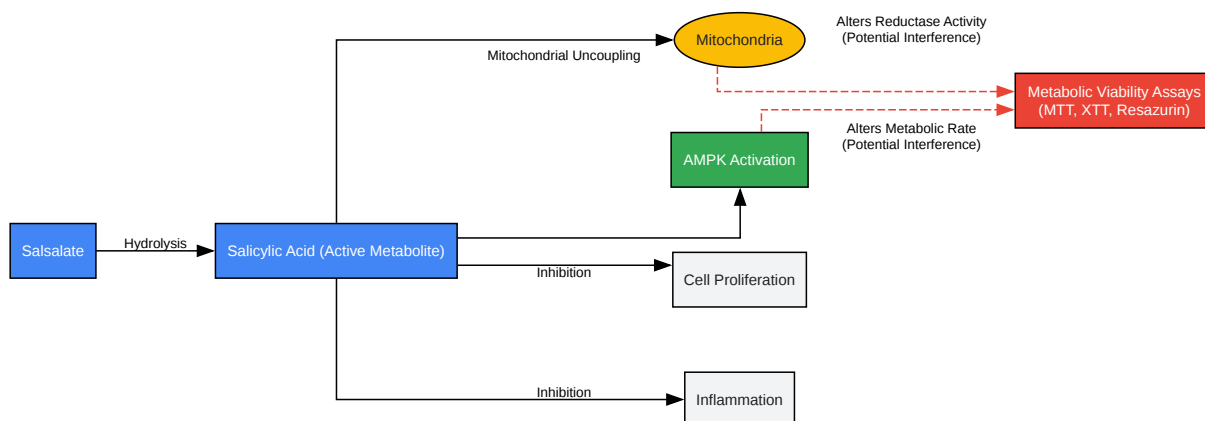 Alters Reductase Activity
(Potential Interference)
Mitochondria
Mitochondrial Uncoupling
Metabolic Viability Assays
(MTT, XTT, Resazurin)
Alters Metabolic Rate
(Potential Interference)
AMPK Activation
Salsalate
Hydrolysis
Salicylic Acid (Active Metabolite)
Inhibition
Cell Proliferation
Inhibition
Inflammation